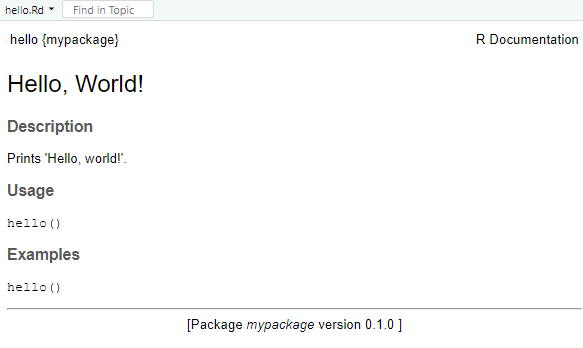 hello.Rd Find in Topic
hello {mypackage} R Documentation
Hello, World!
Description
Prints 'Hello, world!'.
Usage
hello()
Examples
hello()
[Package mypackage version 0.1.0 ]